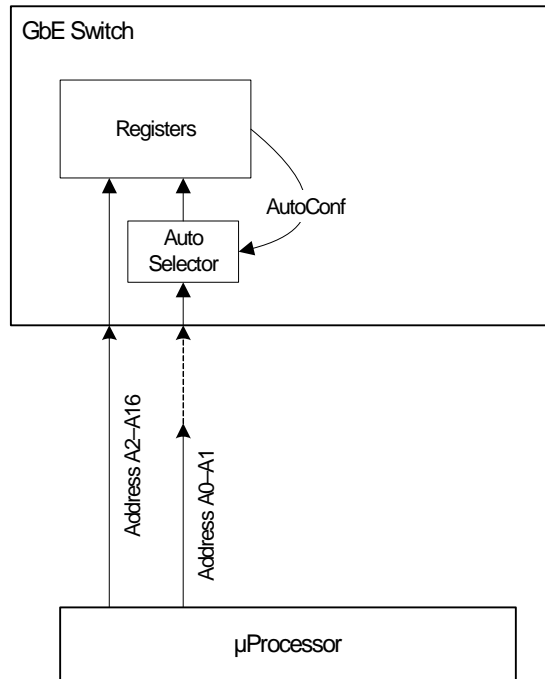 GbE Switch
Registers
AutoConf
Auto
Selector
Address A2–A16
Address A0–A1
µProcessor